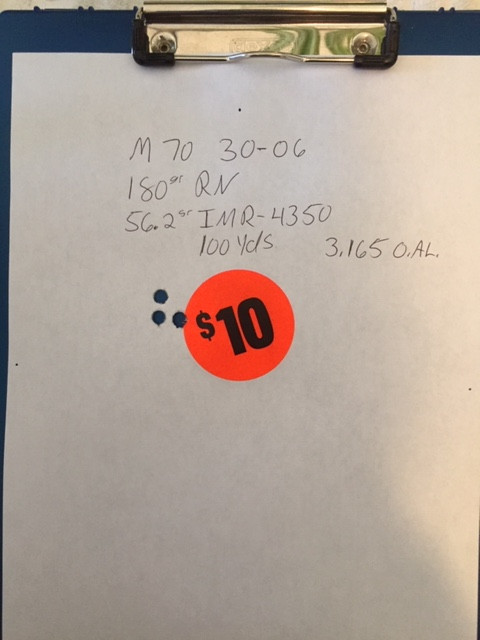 M 70 30-06
180gr RN
56.2gr IMR-4350
100 Yds 3.165 O.AL.
$10